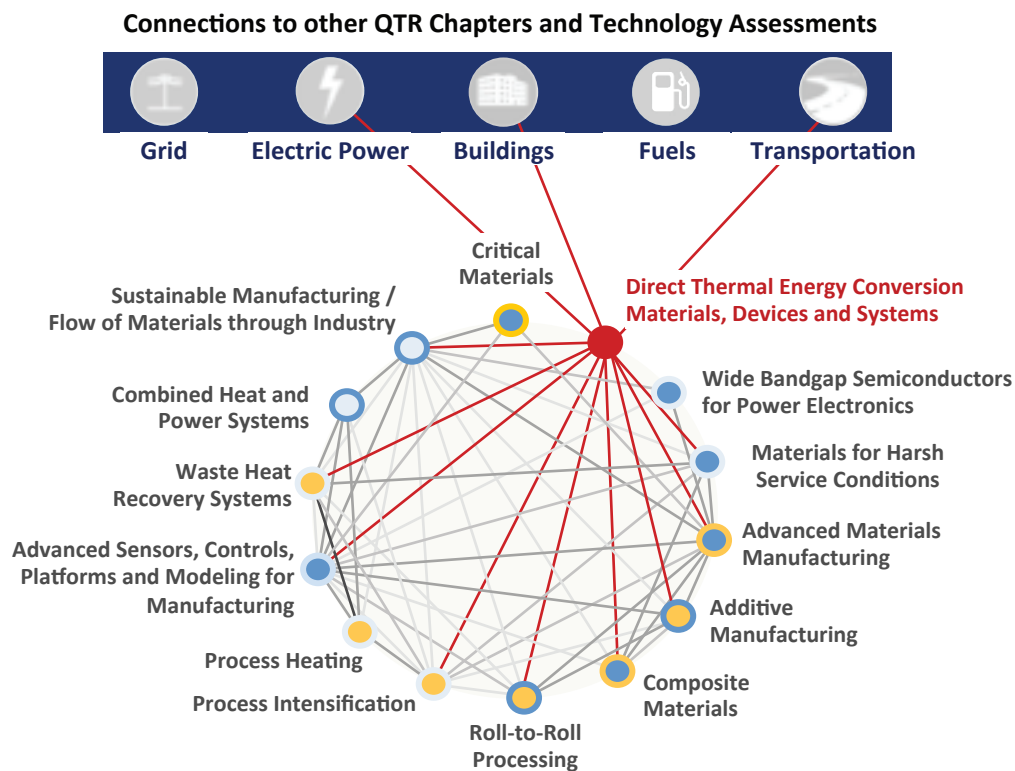 Connections to other QTR Chapters and Technology Assessments
Grid
Electric Power
Buildings
Fuels
Transportation
Critical
Materials
Direct Thermal Energy Conversion
Materials, Devices and Systems
Sustainable Manufacturing /
Flow of Materials through Industry
Wide Bandgap Semiconductors
for Power Electronics
Combined Heat and
Power Systems
Materials for Harsh
Service Conditions
Waste Heat
Recovery Systems
Advanced Materials
Manufacturing
Advanced Sensors, Controls,
Platforms and Modeling for
Manufacturing
Additive
Manufacturing
Process Heating
Composite
Materials
Process Intensification
Roll-to-Roll
Processing